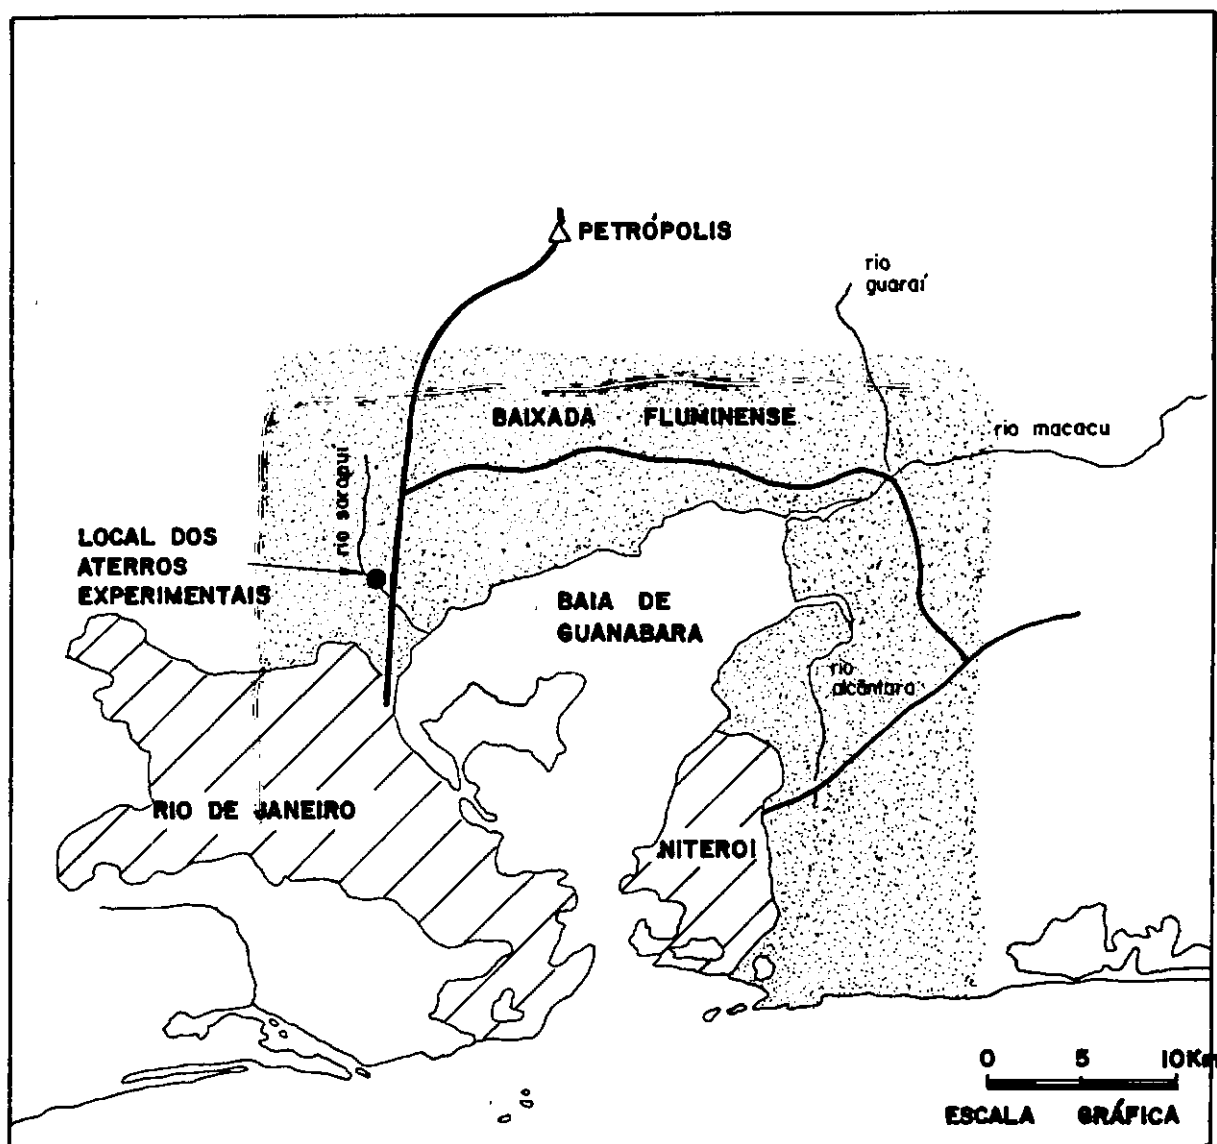 PETRÓPOLIS
rio
guaraí
BAIXADA FLUMINENSE
rio macacu
rio sarapuí
LOCAL DOS
ATERROS
EXPERIMENTAIS
BAIA DE
GUANABARA
rio
alcântara
RIO DE JANEIRO
NITEROI
0 5 10Km
ESCALA GRÁFICA